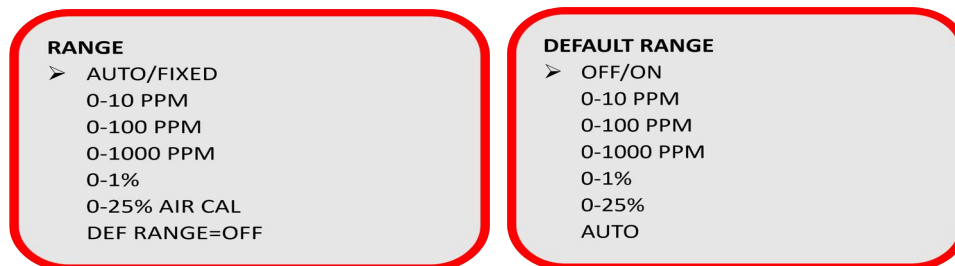 RANGE
➢ AUTO/FIXED
0-10 PPM
0-100 PPM
0-1000 PPM
0-1%
0-25% AIR CAL
DEF RANGE=OFF
DEFAULT RANGE
➢ OFF/ON
0-10 PPM
0-100 PPM
0-1000 PPM
0-1%
0-25%
AUTO